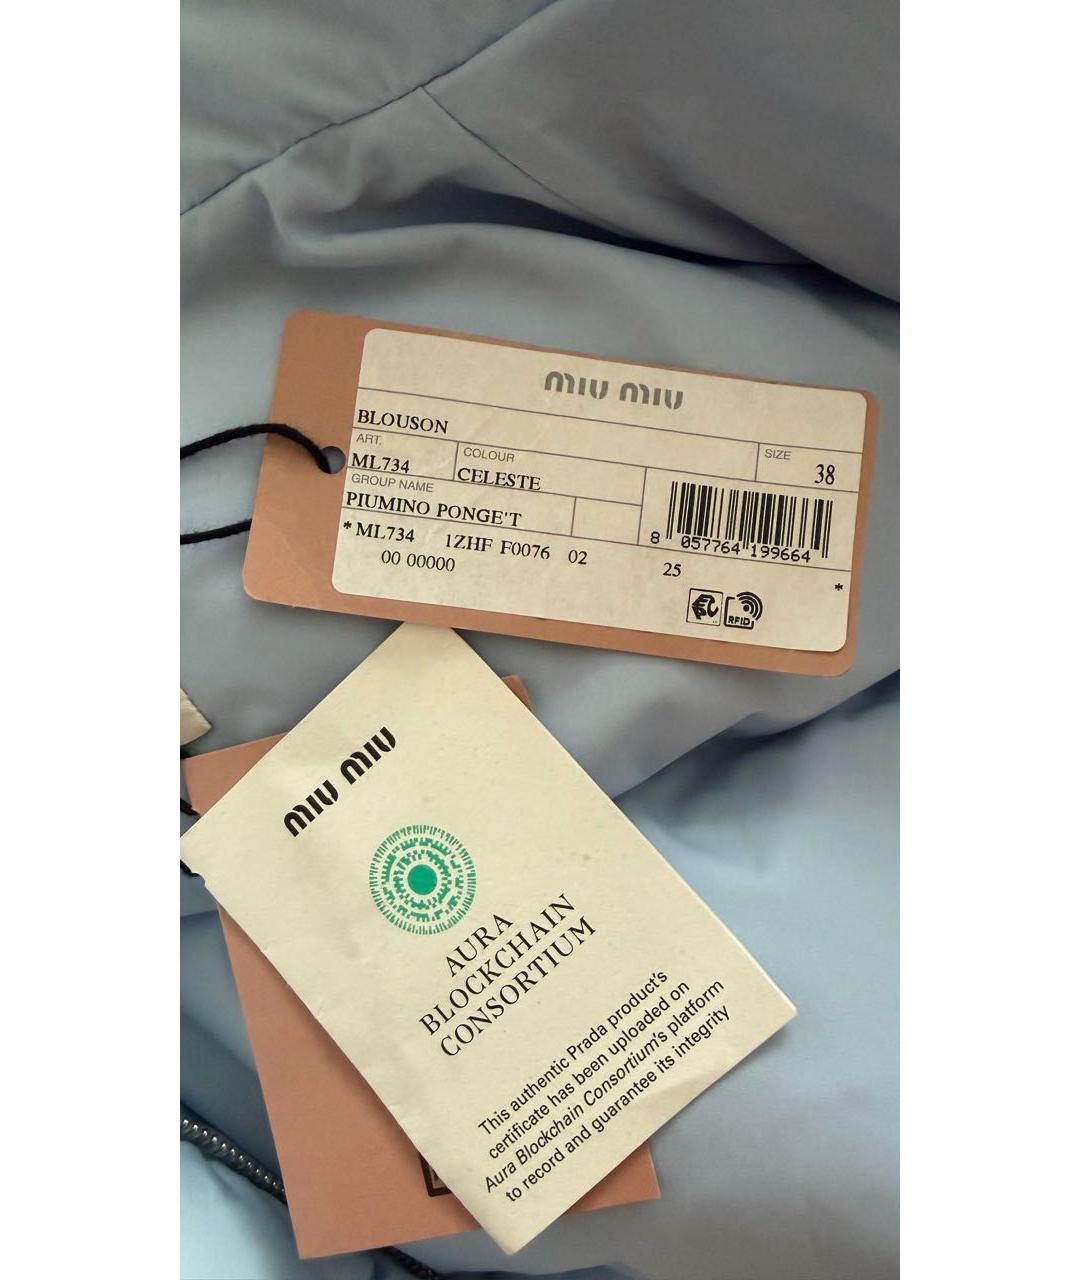 MIU MIU
BLOUSON
ART.
ML734
COLOUR
CELESTE
SIZE
38
GROUP NAME
PIUMINO PONGE'T
* ML734 1ZHF F0076 02 25 *
00 00000
8 057764 199664
RFID
MIU MIU
AURA
BLOCKCHAIN
CONSORTIUM
This authentic Prada product's
certificate has been uploaded on
Aura Blockchain Consortium's platform
to record and guarantee its integrity